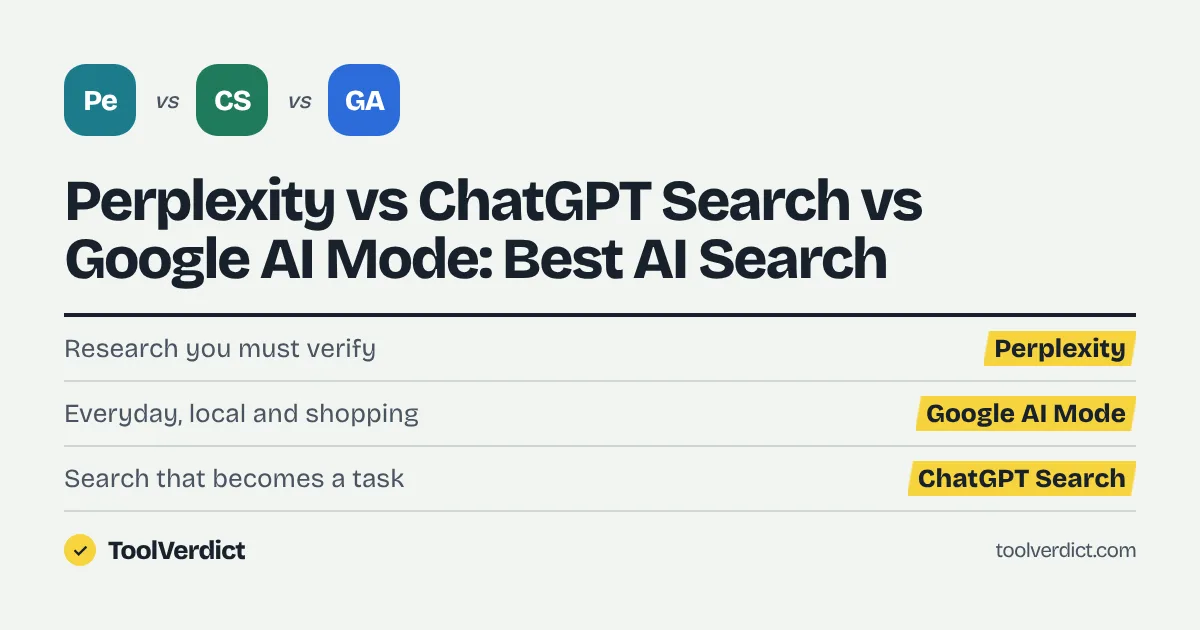 Pe vs CS vs GA
Perplexity vs ChatGPT Search vs
Google AI Mode: Best AI Search
Research you must verify Perplexity
Everyday, local and shopping Google AI Mode
Search that becomes a task ChatGPT Search
ToolVerdict toolverdict.com